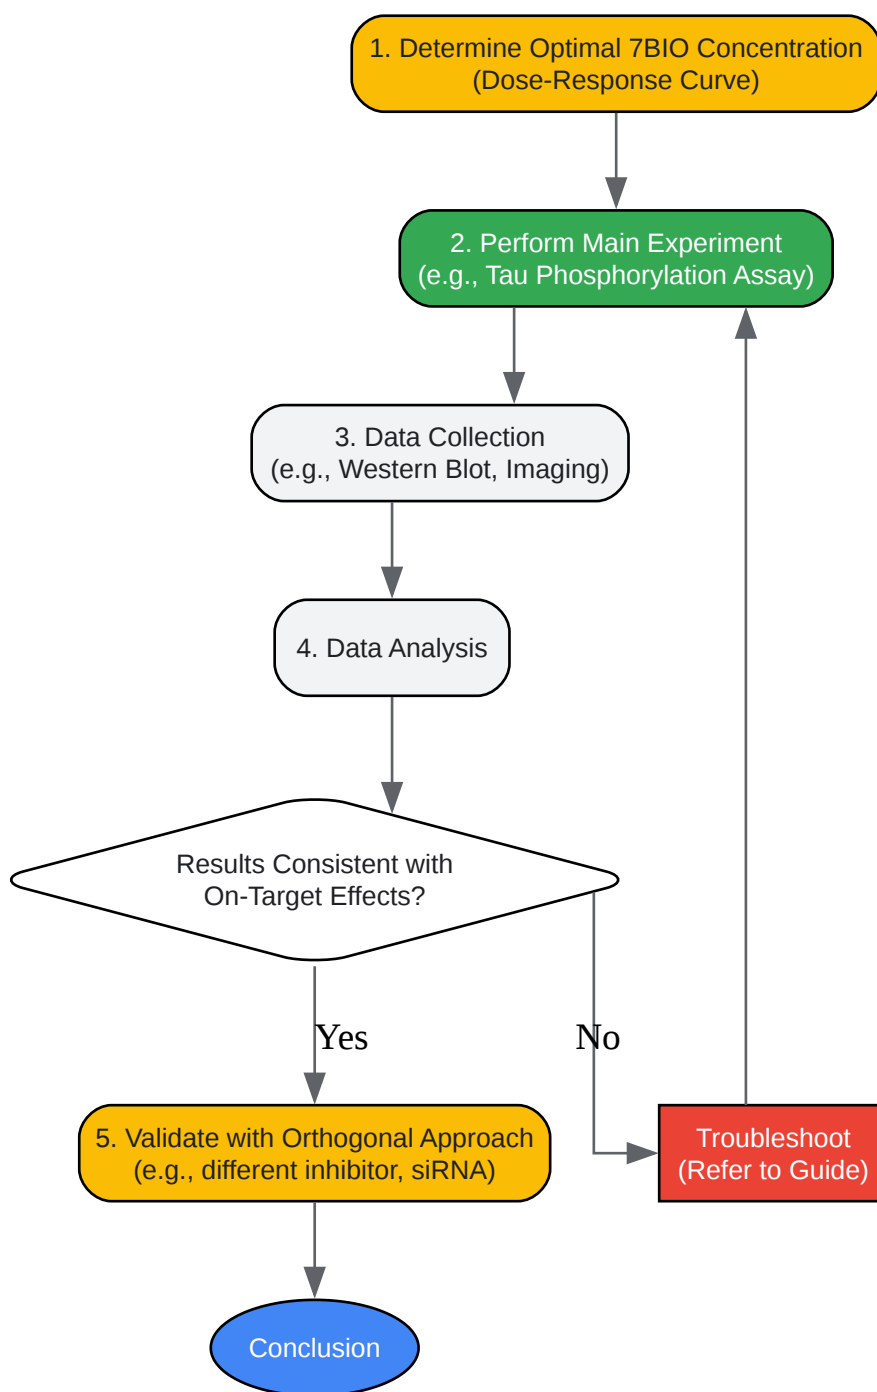 1. Determine Optimal 7BIO Concentration
(Dose-Response Curve)
2. Perform Main Experiment
(e.g., Tau Phosphorylation Assay)
3. Data Collection
(e.g., Western Blot, Imaging)
4. Data Analysis
Results Consistent with
On-Target Effects?
Yes
No
5. Validate with Orthogonal Approach
(e.g., different inhibitor, siRNA)
Troubleshoot
(Refer to Guide)
Conclusion